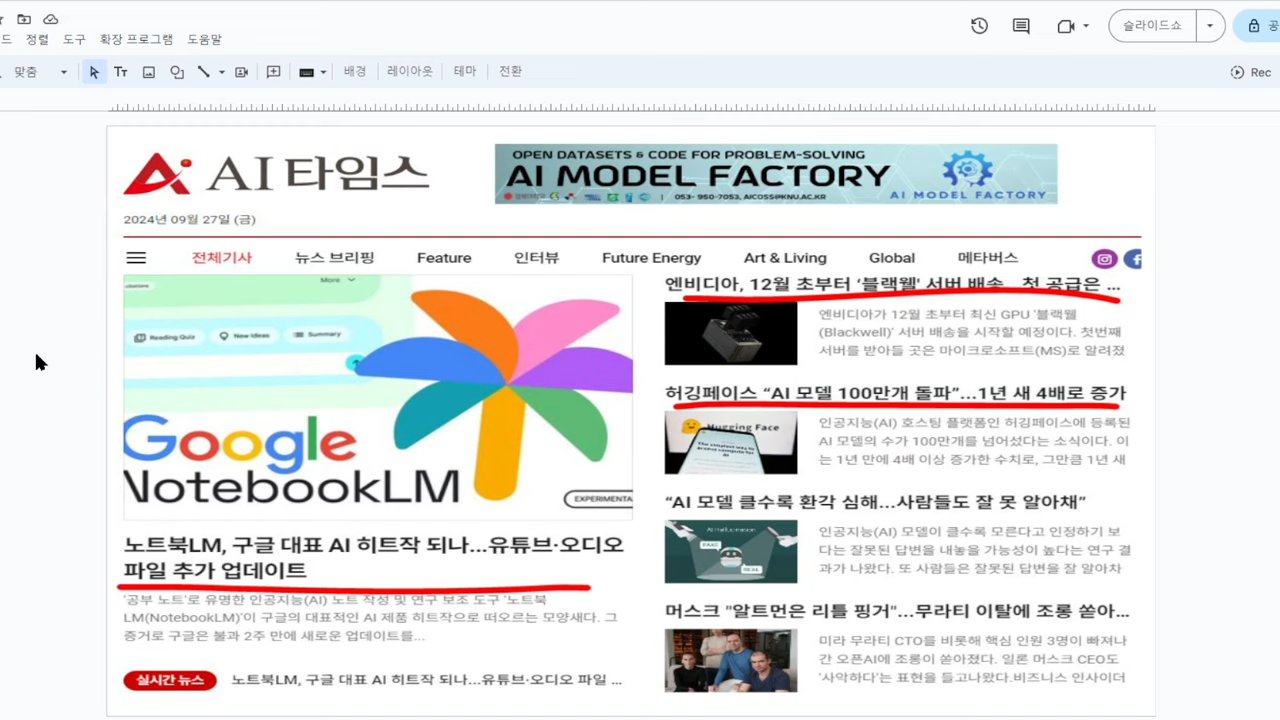 정렬 도구 확장 프로그램 도움말
슬라이드쇼
맞춤 배경 레이아웃 테마 전환 Rec
AI타임스
OPEN DATASETS & CODE FOR PROBLEM-SOLVING
AI MODEL FACTORY
053- 950-7053, AICOSS@KNU.AC.KR
AI MODEL FACTORY
2024년 09월 27일 (금)
전체기사 뉴스 브리핑 Feature 인터뷰 Future Energy Art & Living Global 메타버스
More
Reading Quiz New Ideas Summary
Google
NotebookLM
EXPERIMENTA
노트북LM, 구글 대표 AI 히트작 되나...유튜브·오디오
파일 추가 업데이트
'공부 노트'로 유명한 인공지능(AI) 노트 작성 및 연구 보조 도구 '노트북
LM(NotebookLM)'이 구글의 대표적인 AI 제품 히트작으로 떠오르는 모양새다. 그
증거로 구글은 불과 2주 만에 새로운 업데이트를...
실시간 뉴스 노트북LM, 구글 대표 AI 히트작 되나...유튜브·오디오 파일 ...
엔비디아, 12월 초부터 '블랙웰' 서버 배송...첫 공급은 ...
엔비디아가 12월 초부터 최신 GPU '블랙웰
(Blackwell)' 서버 배송을 시작할 예정이다. 첫번째
서버를 받아들 곳은 마이크로소프트(MS)로 알려졌
허깅페이스 “AI 모델 100만개 돌파”...1년 새 4배로 증가
Hugging Face
인공지능(AI) 호스팅 플랫폼인 허깅페이스에 등록된
AI 모델의 수가 100만개를 넘어섰다는 소식이다. 이
는 1년 만에 4배 이상 증가한 수치로, 그만큼 1년 새
“AI 모델 클수록 환각 심해...사람들도 잘 못 알아채”
FAKE
REAL
인공지능(AI) 모델이 클수록 모른다고 인정하기 보
다는 잘못된 답변을 내놓을 가능성이 높다는 연구 결
과가 나왔다. 또 사람들은 잘못된 답변을 잘 알아차
머스크 "알트먼은 리틀 핑거"...무라티 이탈에 조롱 쏟아...
미라 무라티 CTO를 비롯해 핵심 인원 3명이 빠져나
간 오픈AI에 조롱이 쏟아졌다. 일론 머스크 CEO도
'사악하다'는 표현을 들고나왔다.비즈니스 인사이더